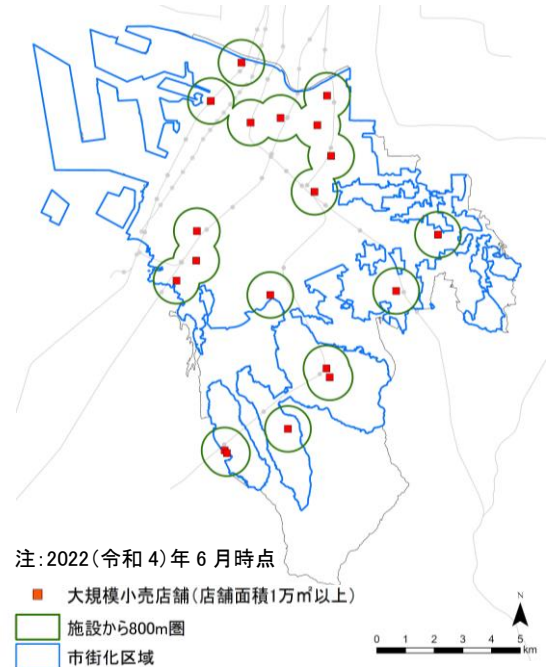 注：2022（令和 4）年 6 月時点
大規模小売店舗（店舗面積1万㎡以上）
施設から800m圏
市街化区域
N
0 1 2 3 4 5
km